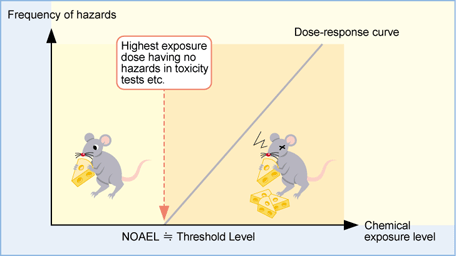 Frequency of hazards
Dose-response curve
Highest exposure
dose having no
hazards in toxicity
tests etc.
NOAEL ≒ Threshold Level
Chemical
exposure level